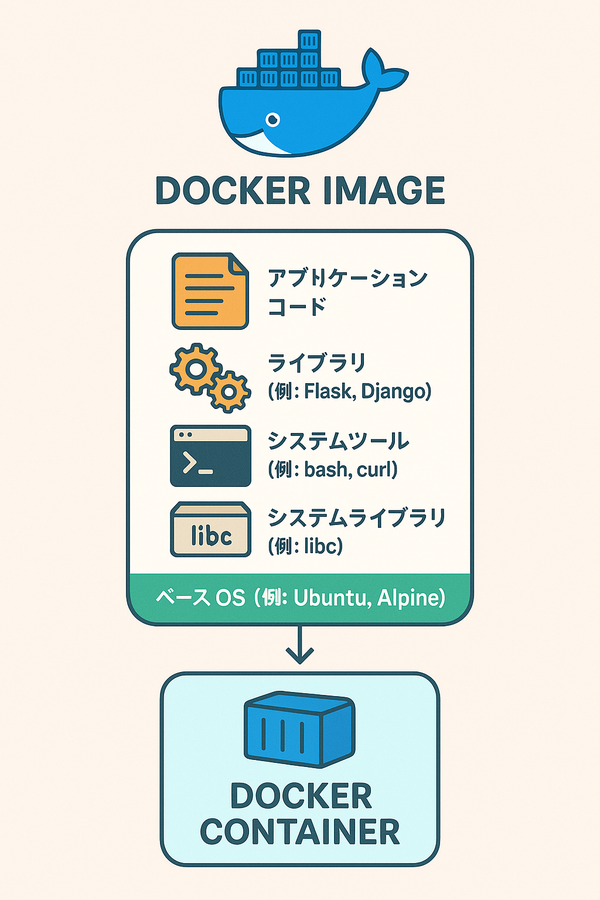 DOCKER IMAGE
アプリケーション
コード
ライブラリ
(例: Flask, Django)
システムツール
(例: bash, curl)
システムライブラリ
libc
(例: libc)
ベース OS (例: Ubuntu, Alpine)
DOCKER
CONTAINER